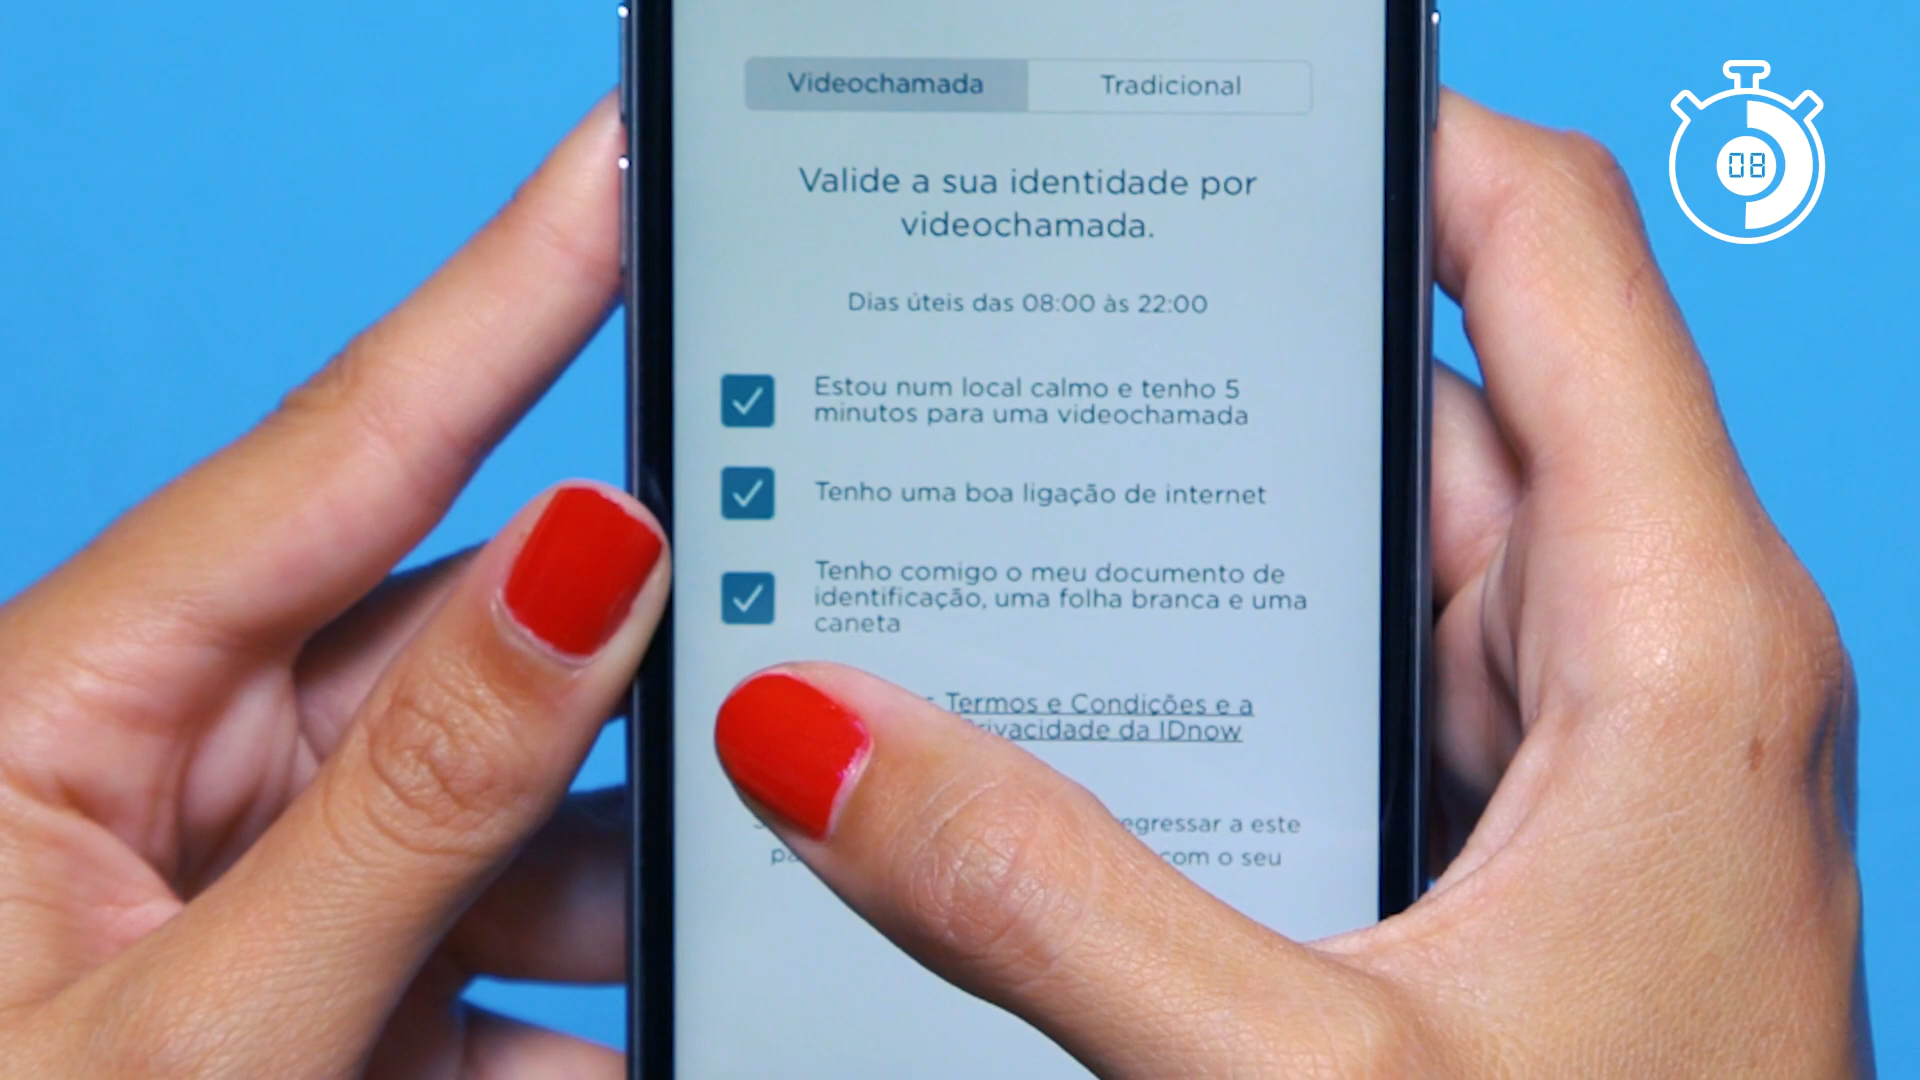 Videochamada
Tradicional
08
Valide a sua identidade por
videochamada.
Dias úteis das 08:00 às 22:00
Estou num local calmo e tenho 5
minutos para uma videochamada
Tenho uma boa ligação de internet
Tenho comigo o meu documento de
identificação, uma folha branca e uma
caneta
Termos e Condições e a
da IDnow
a este
com o seu